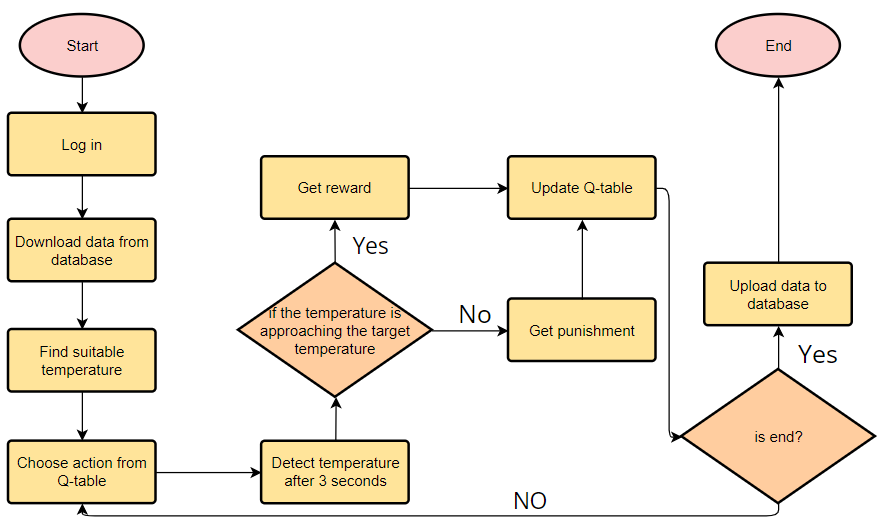 Start
Log in
Download data from
database
Find suitable
temperature
Choose action from
Q-table
Detect temperature
after 3 seconds
If the temperature is
approaching the target
temperature
Yes
Get reward
No
Get punishment
Update Q-table
is end?
NO
Yes
Upload data to
database
End